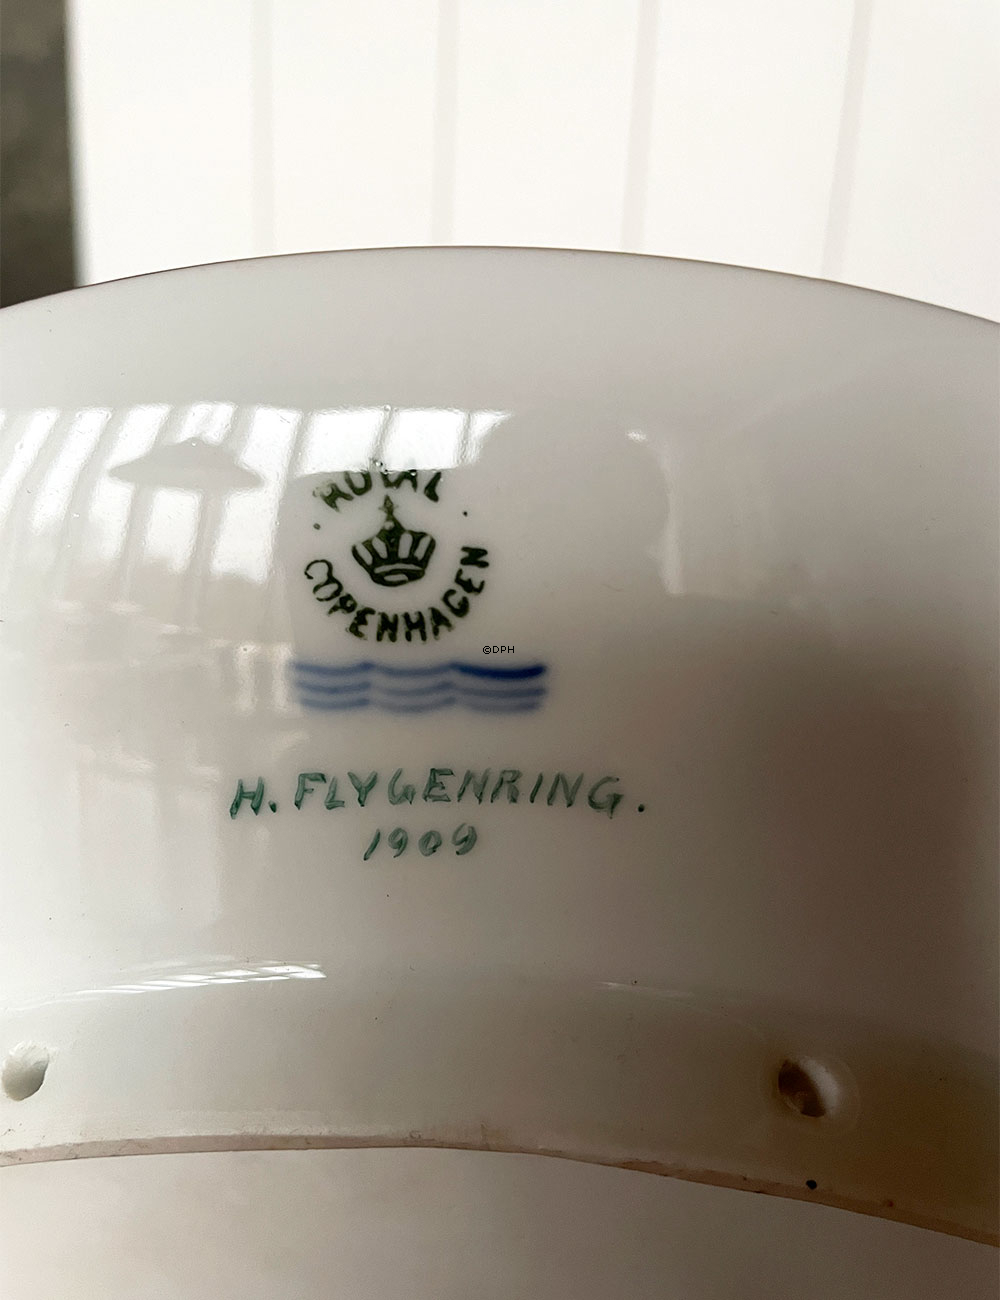 ROYAL
COPENHAGEN
©DPH
H. FLYGENRING.
1909